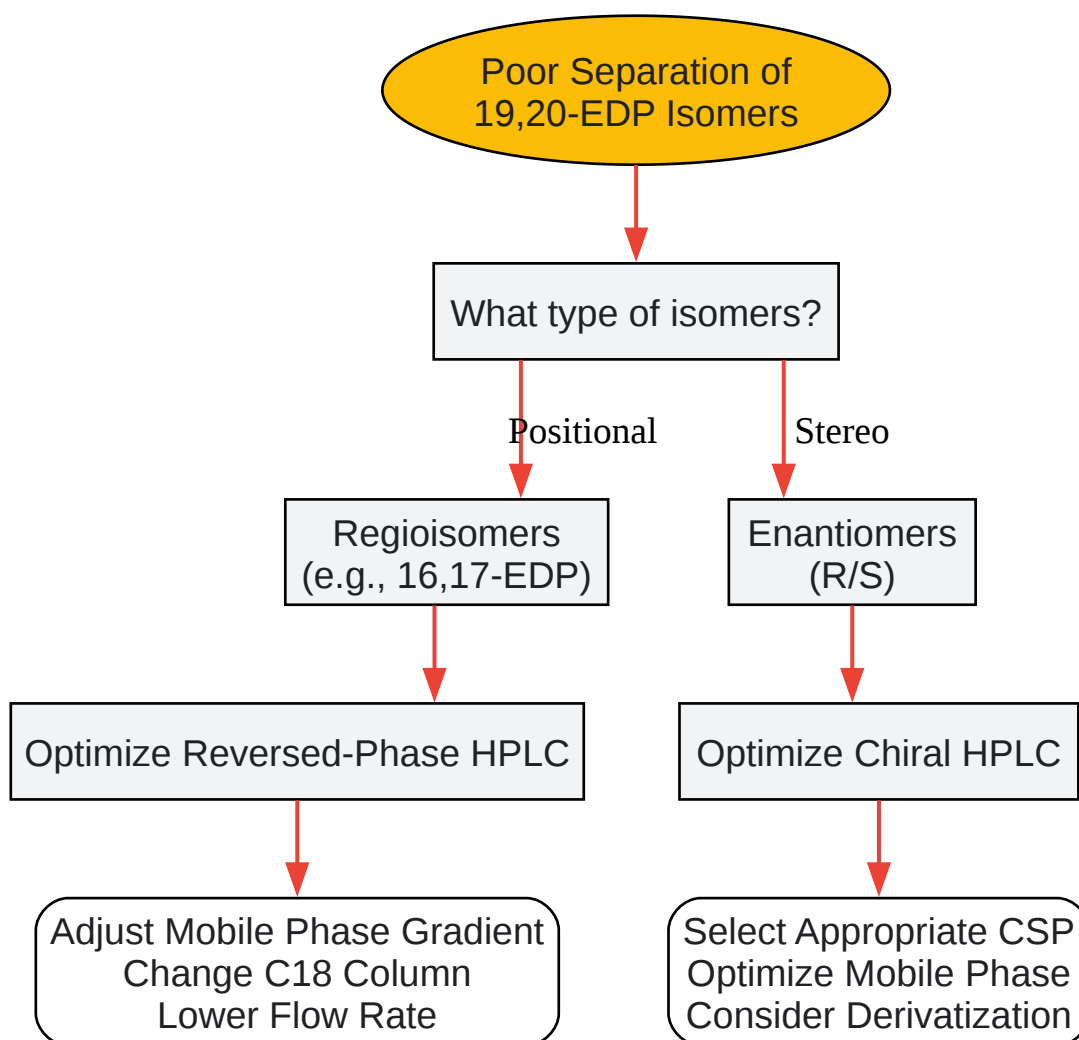 Poor Separation of
19,20-EDP Isomers
What type of isomers?
Positional
Stereo
Regioisomers
(e.g., 16,17-EDP)
Enantiomers
(R/S)
Optimize Reversed-Phase HPLC
Optimize Chiral HPLC
Adjust Mobile Phase Gradient
Change C18 Column
Lower Flow Rate
Select Appropriate CSP
Optimize Mobile Phase
Consider Derivatization